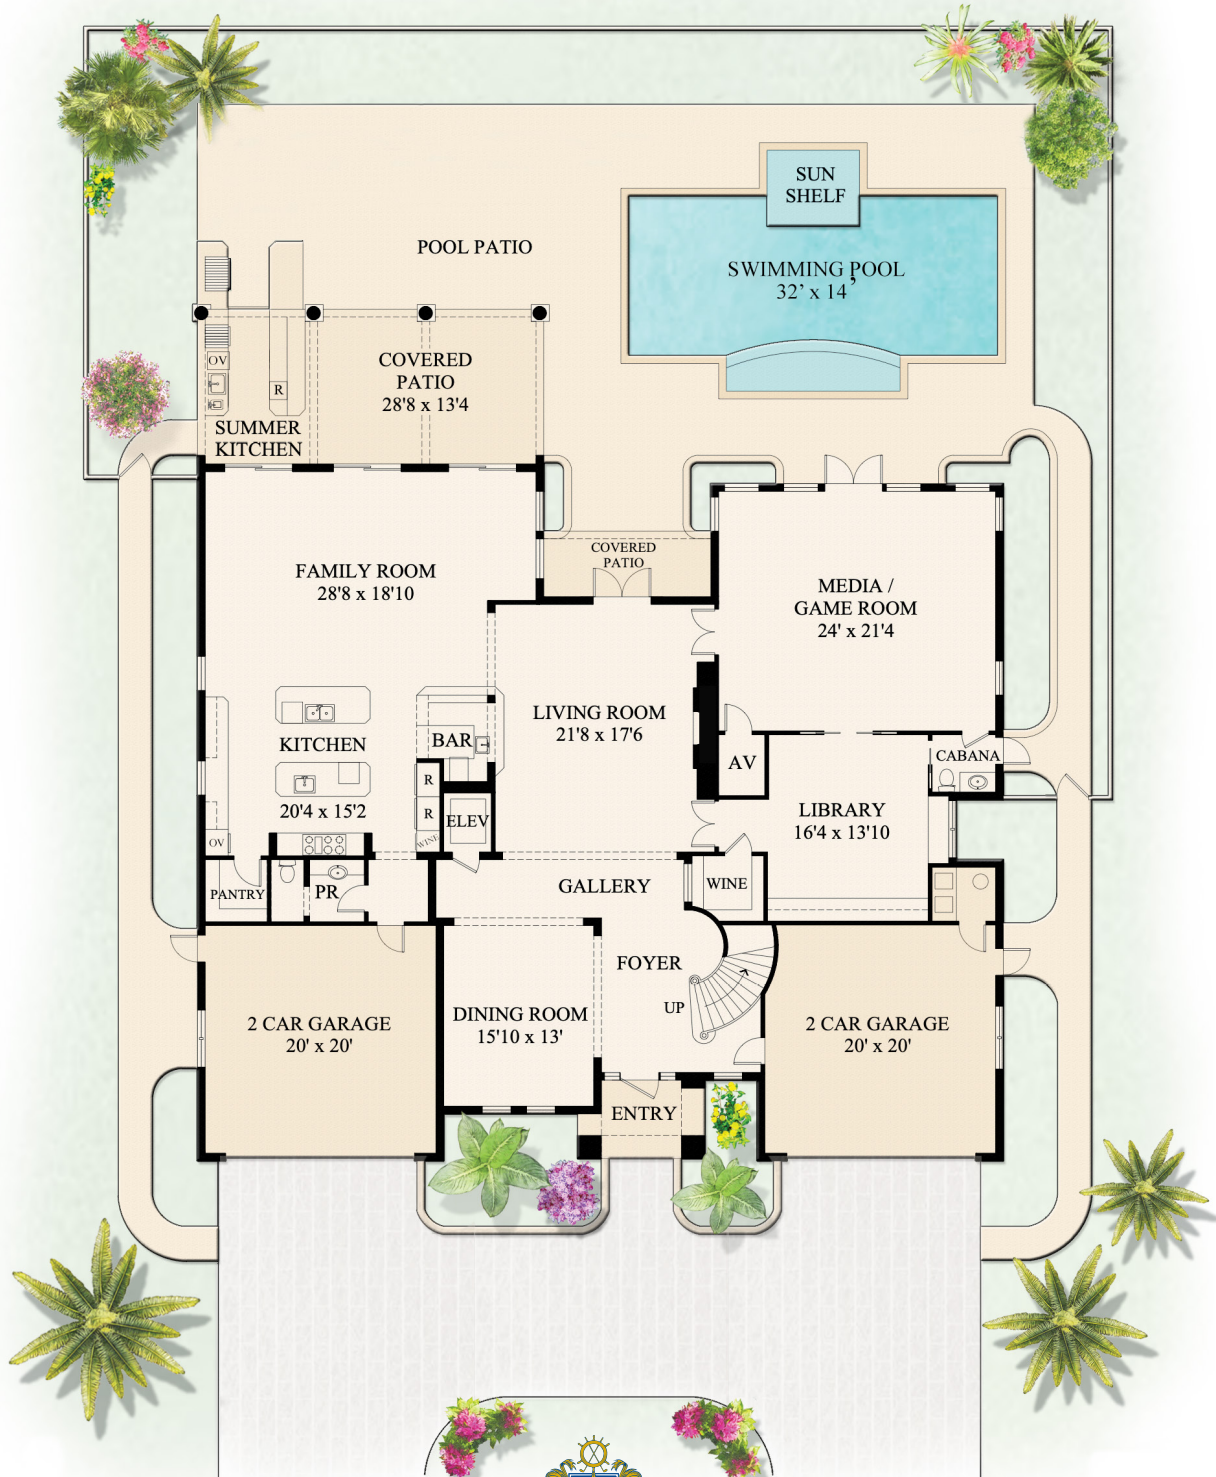 SUN
SHELF
POOL PATIO
SWIMMING POOL
32’ x 14’
OV
R
COVERED
PATIO
28'8 x 13'4
SUMMER
KITCHEN
COVERED
PATIO
FAMILY ROOM
28'8 x 18'10
MEDIA /
GAME ROOM
24' x 21'4
LIVING ROOM
21'8 x 17'6
KITCHEN
20'4 x 15'2
BAR
R
R
WINE
ELEV
AV
CABANA
LIBRARY
16'4 x 13'10
OV
PANTRY
PR
GALLERY
WINE
FOYER
UP
DINING ROOM
15'10 x 13'
2 CAR GARAGE
20' x 20'
2 CAR GARAGE
20' x 20'
ENTRY